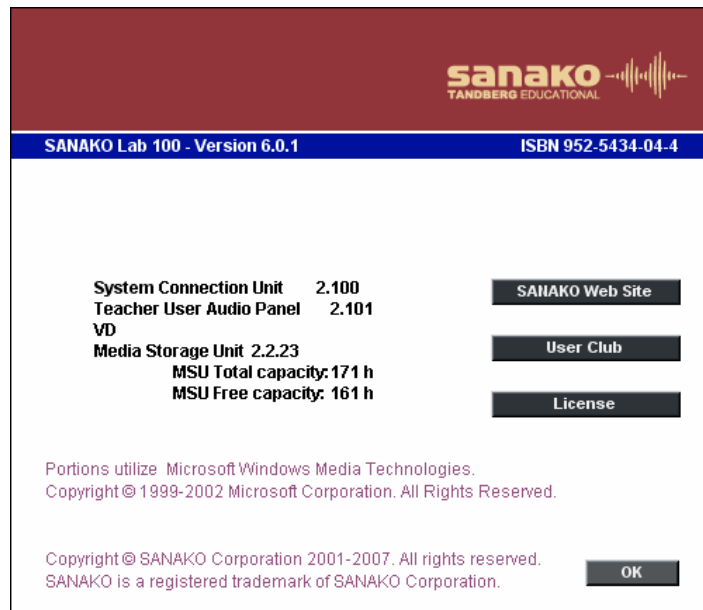 sanako
TANDBERG EDUCATIONAL
SANAKO Lab 100 - Version 6.0.1 ISBN 952-5434-04-4
System Connection Unit 2.100
Teacher User Audio Panel 2.101
VD
Media Storage Unit 2.2.23
MSU Total capacity: 171 h
MSU Free capacity: 161 h
SANAKO Web Site
User Club
License
Portions utilize Microsoft Windows Media Technologies.
Copyright © 1999-2002 Microsoft Corporation. All Rights Reserved.
Copyright © SANAKO Corporation 2001-2007. All rights reserved.
SANAKO is a registered trademark of SANAKO Corporation.
OK